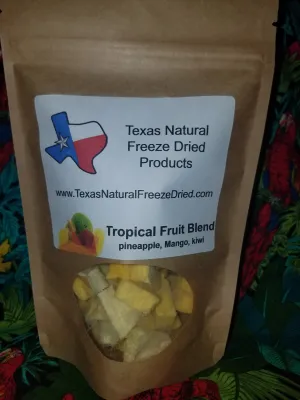 Texas Natural
Freeze Dried
Products
www.TexasNaturalFreezeDried.com
Tropical Fruit Blend
pineapple, Mango, kiwi